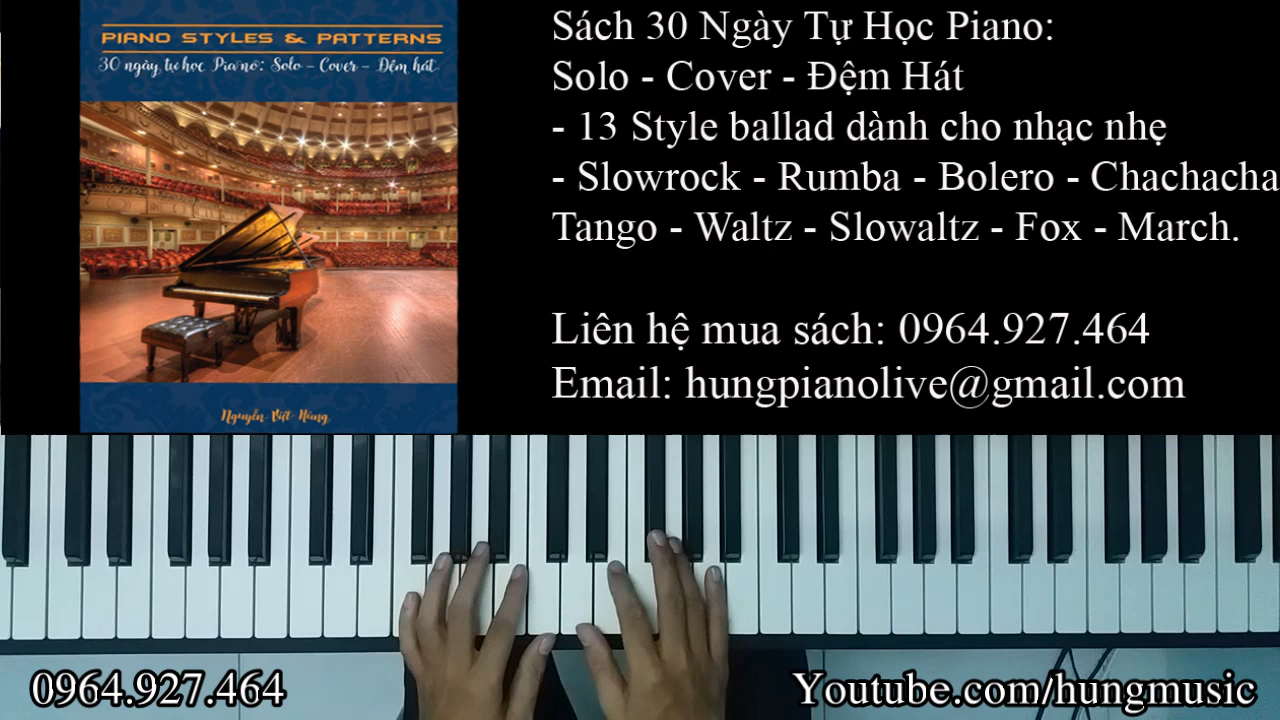 PIANO STYLES & PATTERNS
30 ngày tự học Piano: Solo - Cover - Đệm hát
Nguyễn Việt Hùng
Sách 30 Ngày Tự Học Piano:
Solo - Cover - Đệm Hát
- 13 Style ballad dành cho nhạc nhẹ
- Slowrock - Rumba - Bolero - Chachacha
Tango - Waltz - Slowaltz - Fox - March.
Liên hệ mua sách: 0964.927.464
Email: hungpianolive@gmail.com
0964.927.464
Youtube.com/hungmusic